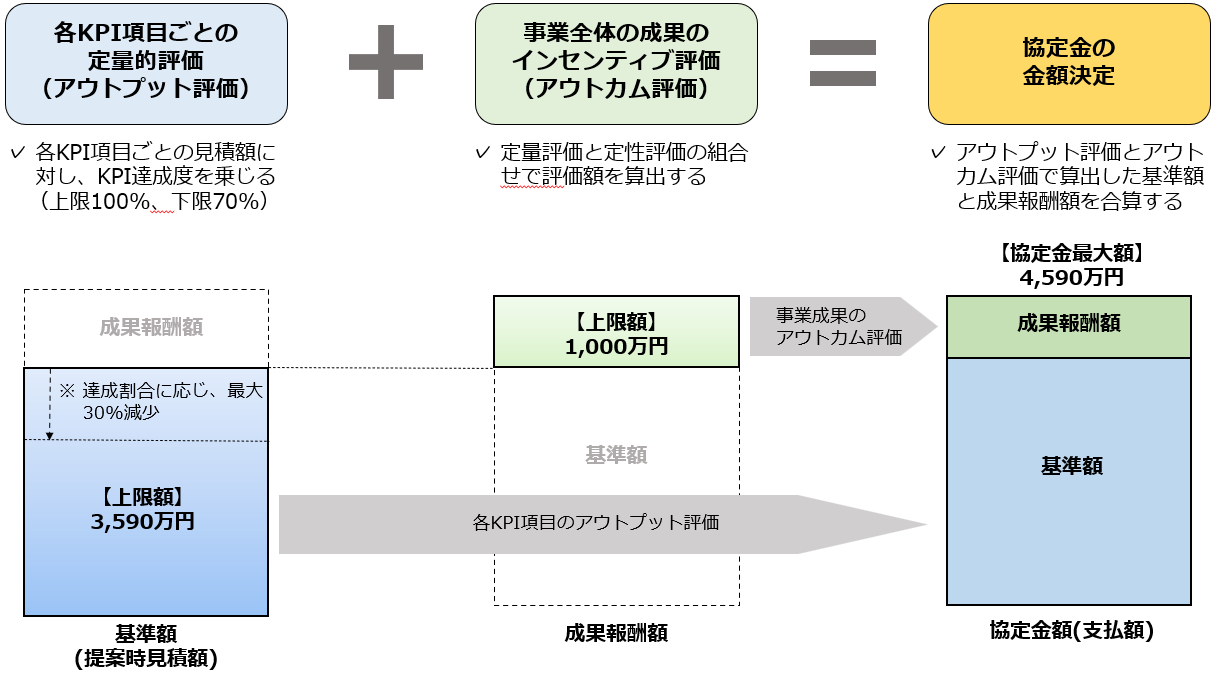 各KPI項目ごとの
定量的評価
（アウトプット評価）
事業全体の成果の
インセンティブ評価
（アウトカム評価）
協定金の
金額決定
✓ 各KPI項目ごとの見積額に
対し、KPI達成度を乗じる
（上限100%、下限70%）
✓ 定量評価と定性評価の組合
せで評価額を算出する
✓ アウトプット評価とアウト
カム評価で算出した基準額
と成果報酬額を合算する
成果報酬額
※ 達成割合に応じ、最大
30%減少
【上限額】
3,590万円
基準額
(提案時見積額)
【上限額】
1,000万円
基準額
成果報酬額
事業成果の
アウトカム評価
各KPI項目のアウトプット評価
【協定金最大額】
4,590万円
成果報酬額
基準額
協定金額(支払額)